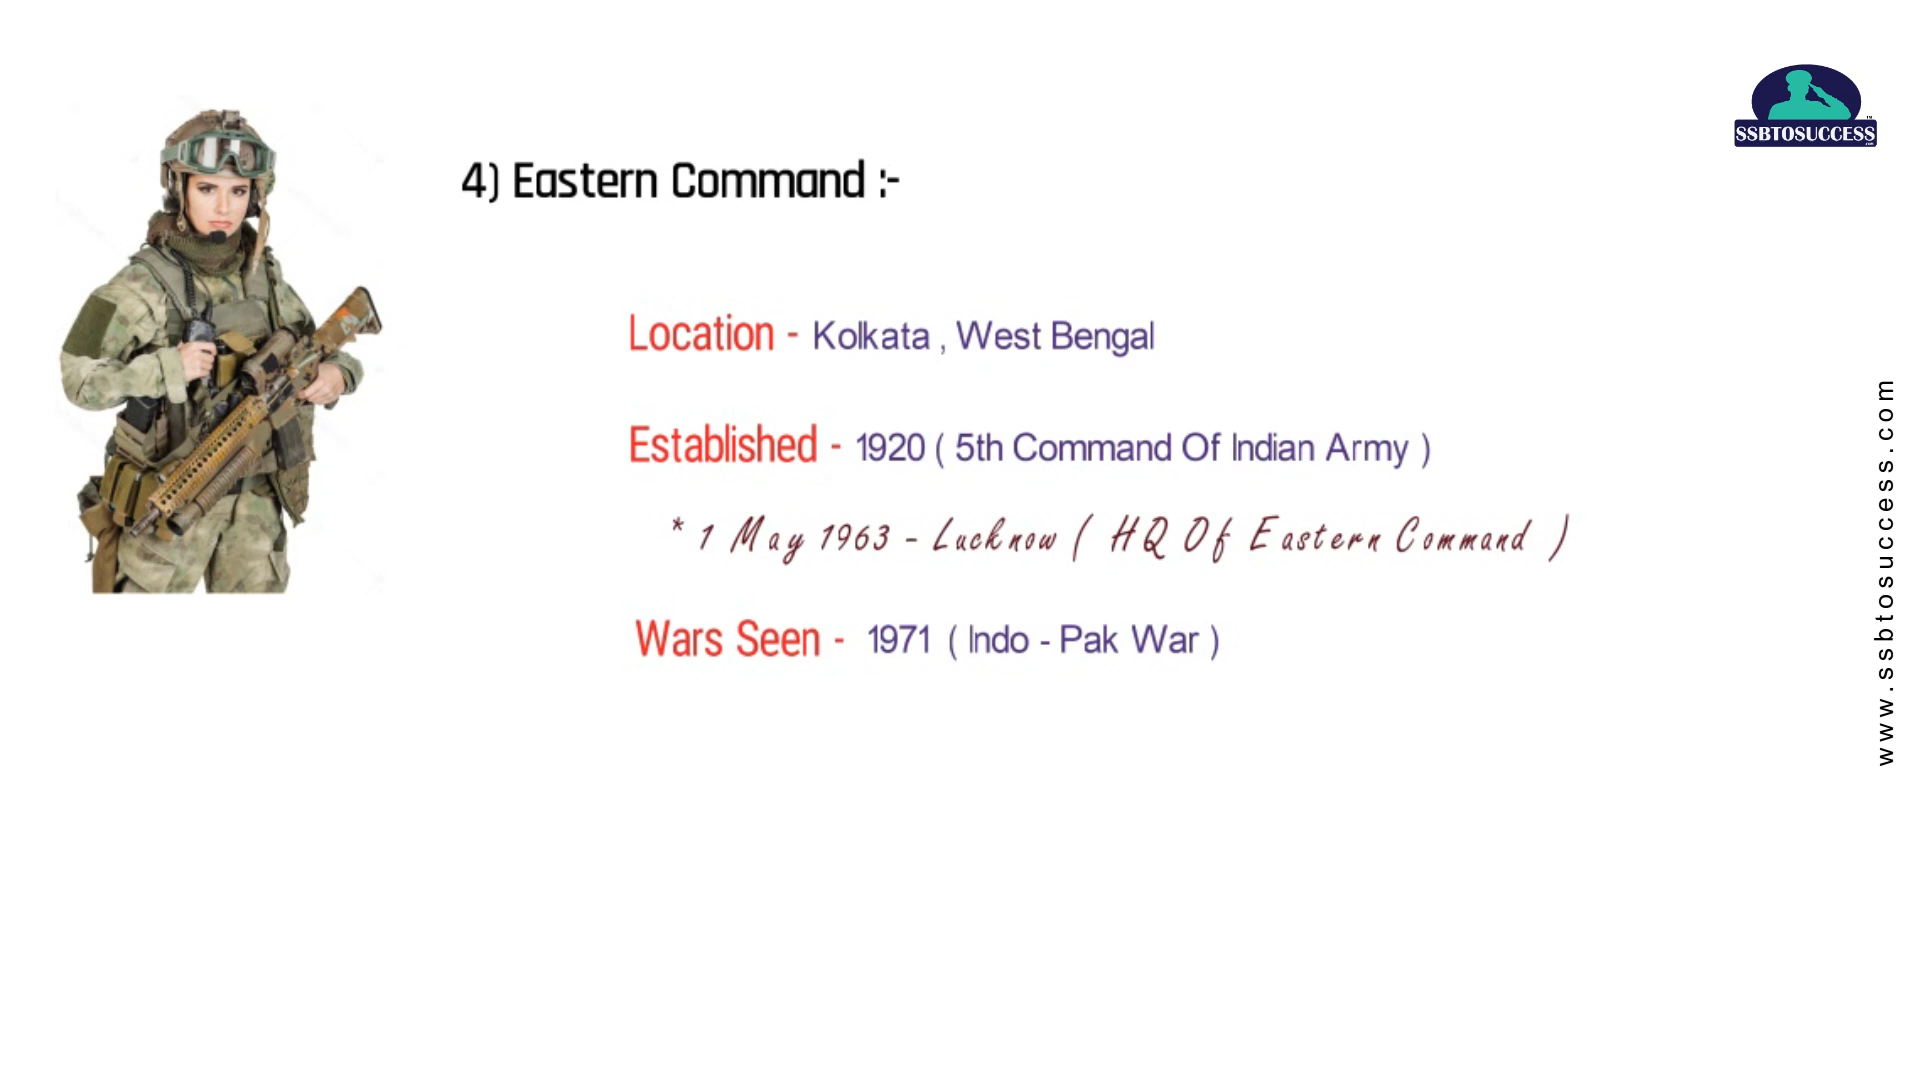 SSBTOSUCCESS
4) Eastern Command :-
Location - Kolkata , West Bengal
Established - 1920 ( 5th Command Of Indian Army )
* 1 May 1963 - Lucknow ( HQ Of Eastern Command )
Wars Seen - 1971 ( Indo - Pak War )
www.ssbtosuccess.com